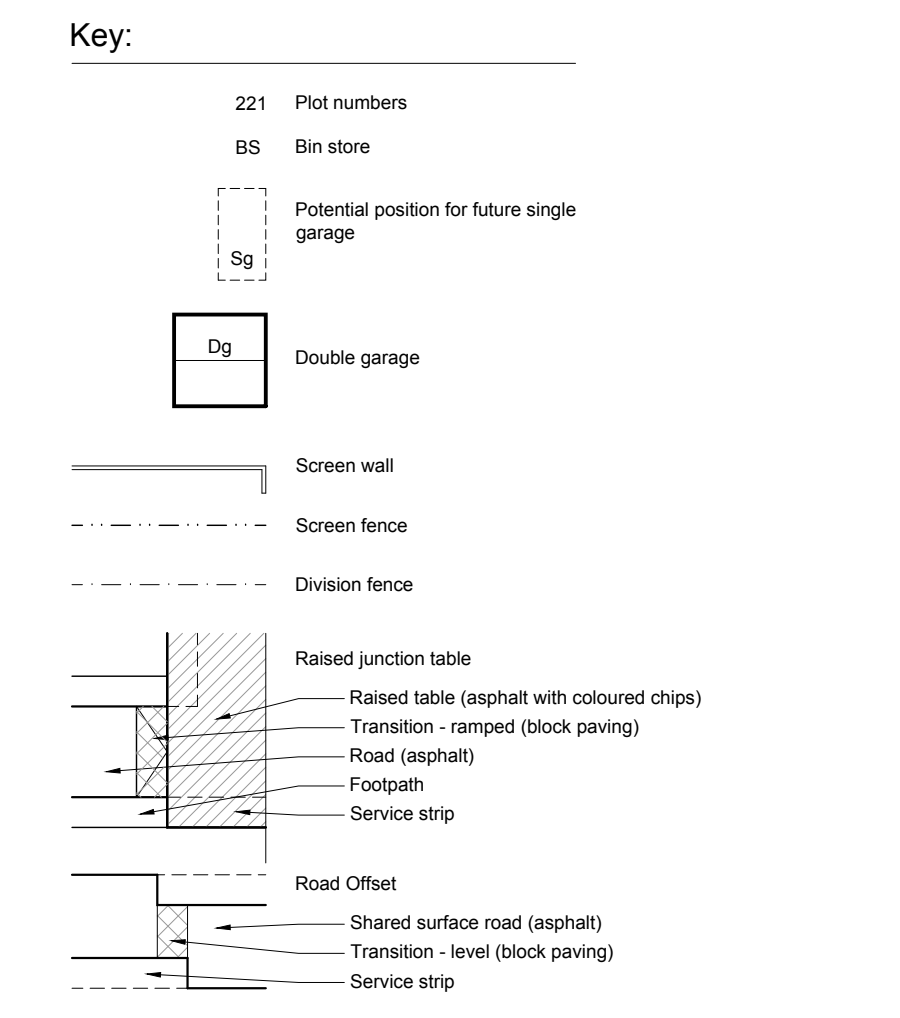 Key:
221 Plot numbers
BS Bin store
Potential position for future single
garage
Sg
Dg
Double garage
Screen wall
Screen fence
Division fence
Raised junction table
Raised table (asphalt with coloured chips)
Transition - ramped (block paving)
Road (asphalt)
Footpath
Service strip
Road Offset
Shared surface road (asphalt)
Transition - level (block paving)
Service strip